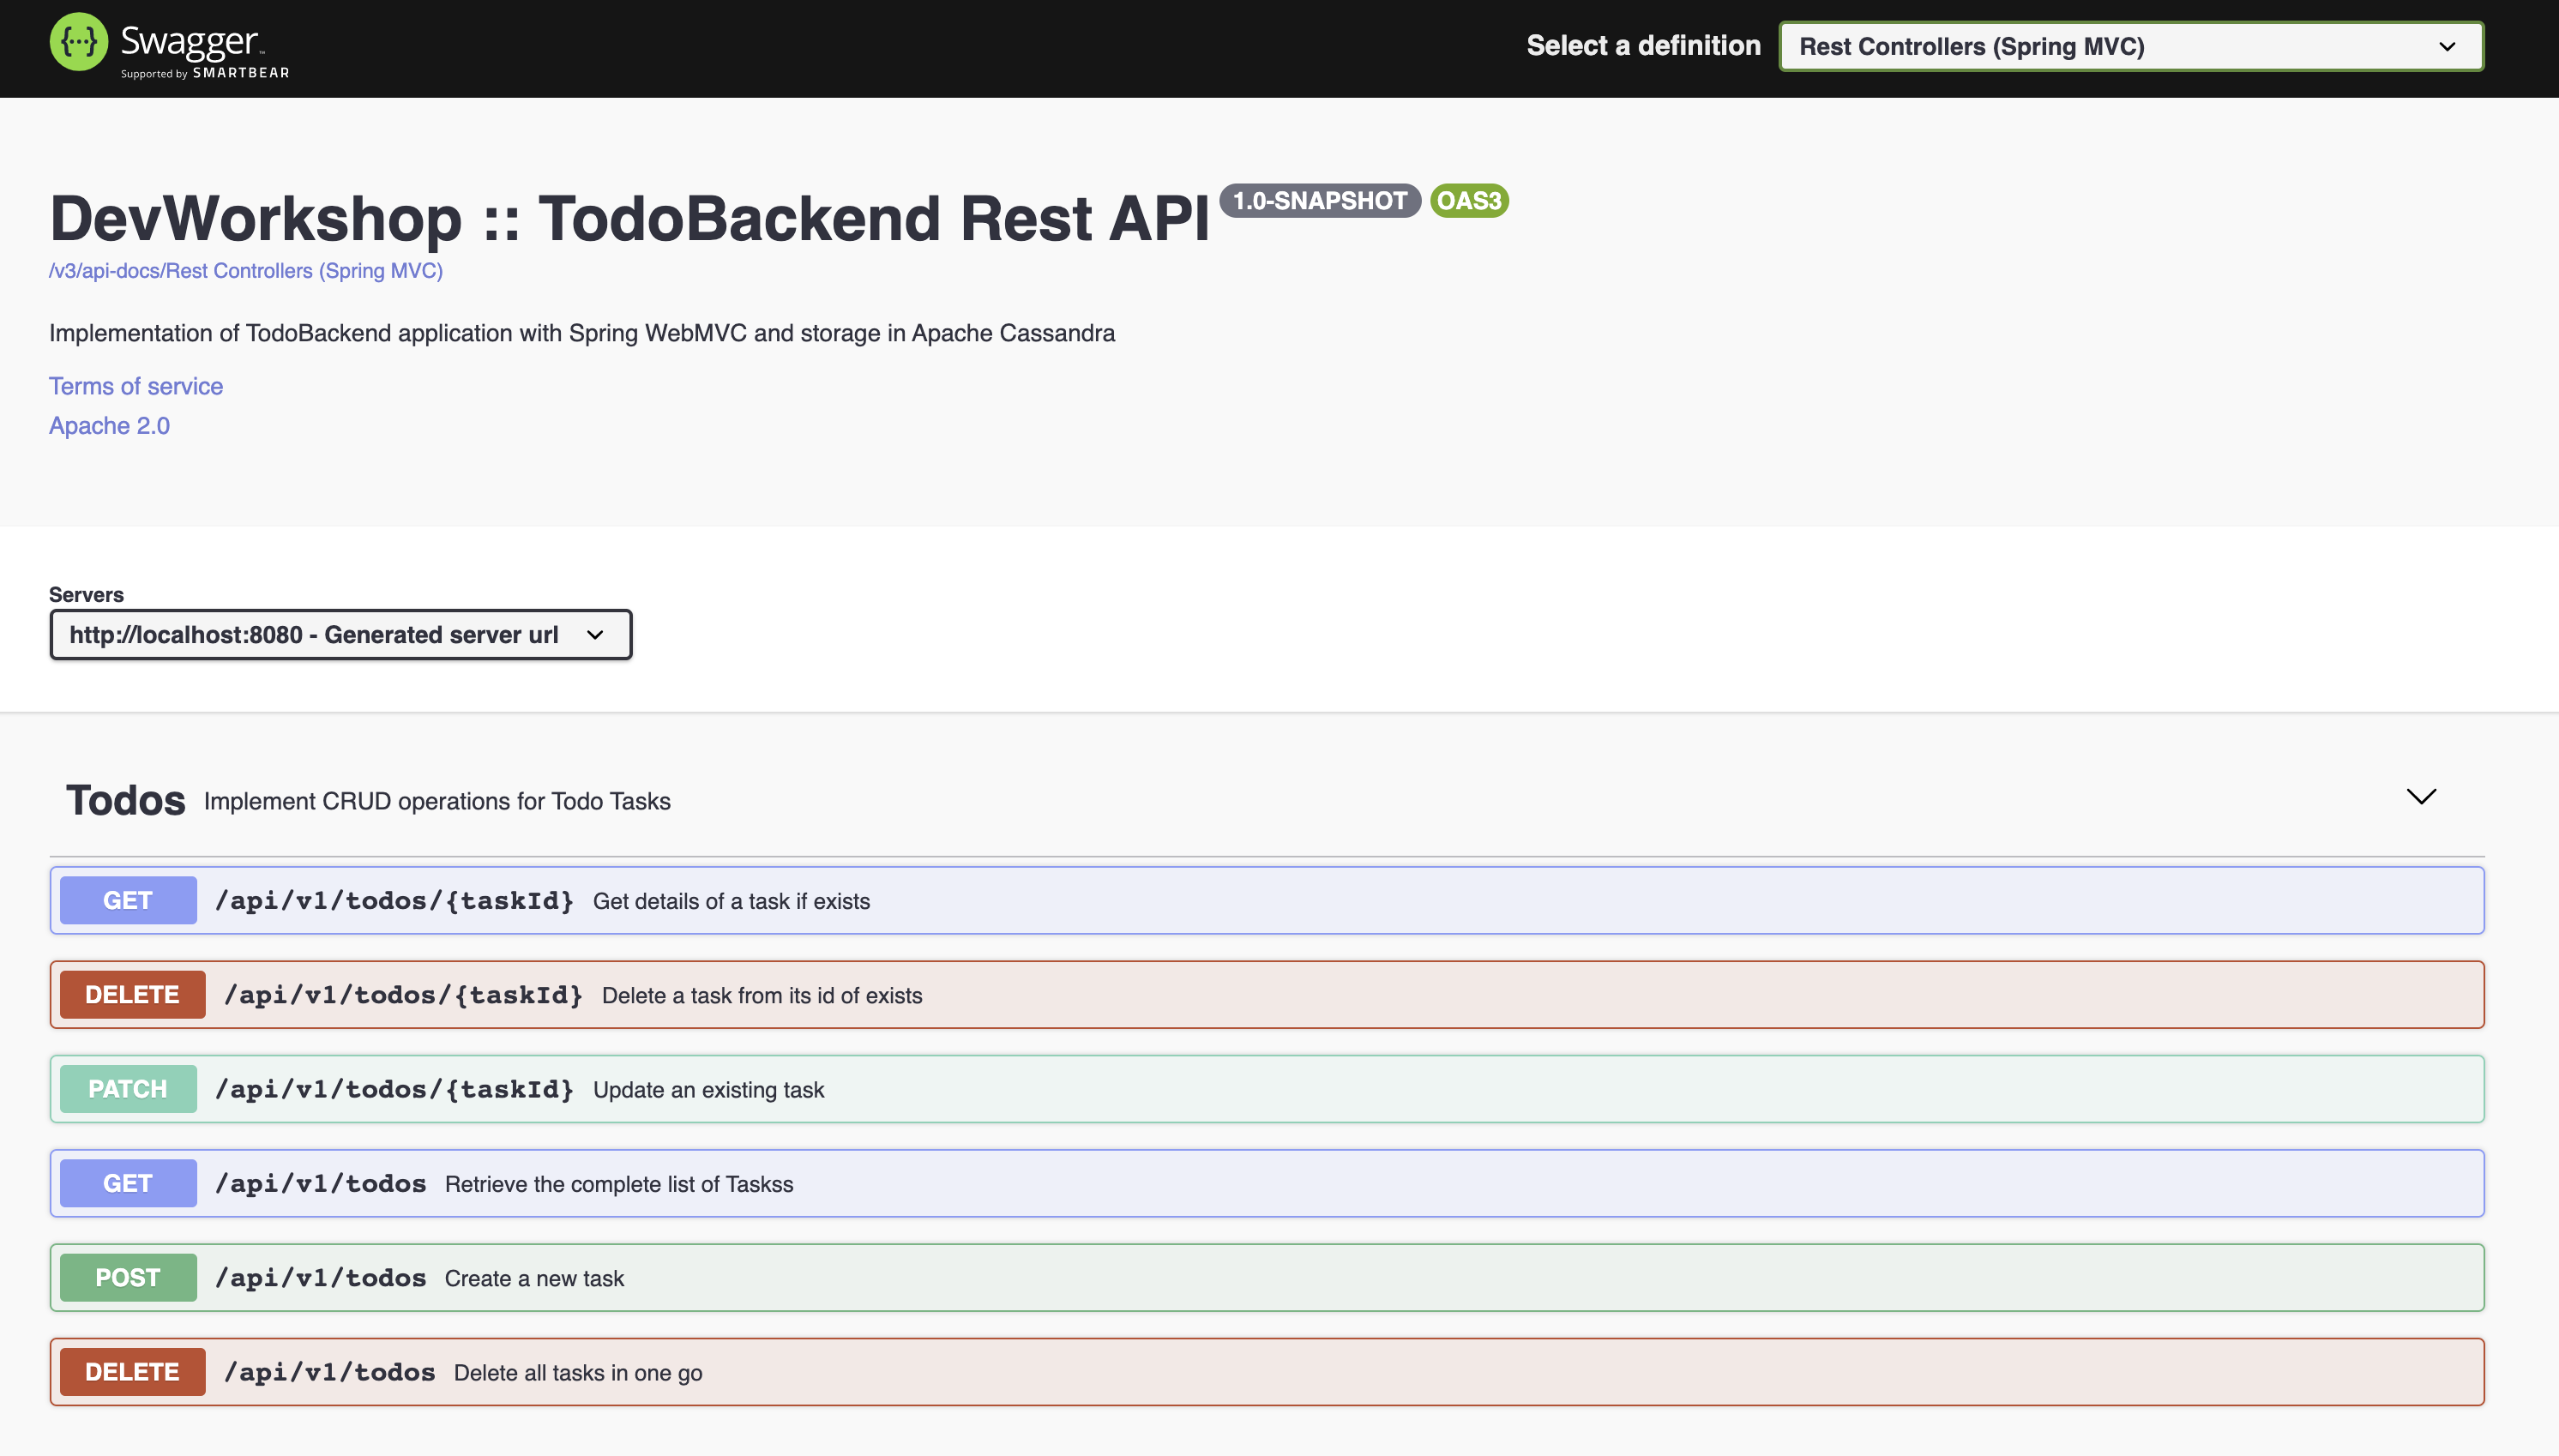 Swagger™
Supported by SMARTBEAR
Select a definition
Rest Controllers (Spring MVC)
DevWorkshop :: TodoBackend Rest API 1.0-SNAPSHOT OAS3
/v3/api-docs/Rest Controllers (Spring MVC)
Implementation of TodoBackend application with Spring WebMVC and storage in Apache Cassandra
Terms of service
Apache 2.0
Servers
http://localhost:8080 - Generated server url
Todos Implement CRUD operations for Todo Tasks
GET /api/v1/todos/{taskId} Get details of a task if exists
DELETE /api/v1/todos/{taskId} Delete a task from its id of exists
PATCH /api/v1/todos/{taskId} Update an existing task
GET /api/v1/todos Retrieve the complete list of Taskss
POST /api/v1/todos Create a new task
DELETE /api/v1/todos Delete all tasks in one go